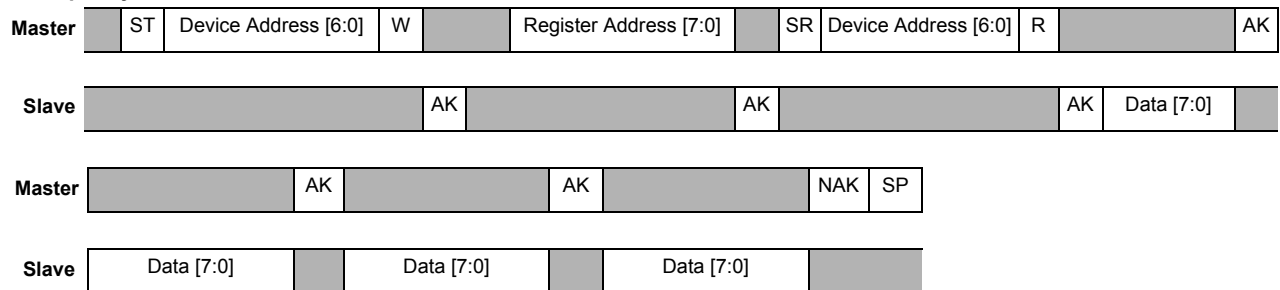 Master ST Device Address [6:0] W Register Address [7:0] SR Device Address [6:0] R AK
Slave AK AK AK Data [7:0]
Master AK AK NAK SP
Slave Data [7:0] Data [7:0] Data [7:0]